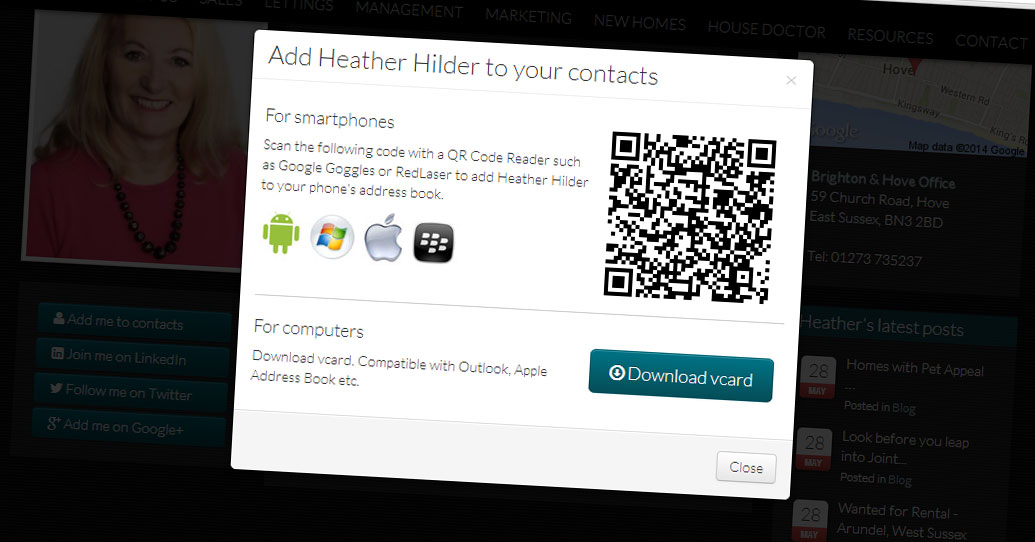 SALES
LETTINGS
MANAGEMENT
MARKETING
NEW HOMES
HOUSE DOCTOR
RESOURCES
CONTACT
Add Heather Hilder to your contacts
×
For smartphones
Scan the following code with a QR Code Reader such
as Google Goggles or RedLaser to add Heather Hilder
to your phone's address book.
For computers
Download vcard. Compatible with Outlook, Apple
Address Book etc.
Download vcard
Close
Add me to contacts
Join me on LinkedIn
Follow me on Twitter
Add me on Google+
Hove
Western Rd
Kingsway
King's R
Google
Map data ©2014 Google
Brighton & Hove Office
59 Church Road, Hove
East Sussex, BN3 2BD
Tel: 01273 735237
Heather's latest posts
28
MAY
Homes with Pet Appeal
...
Posted in Blog
28
MAY
Look before you leap
into Joint...
Posted in Blog
28
MAY
Wanted for Rental -
Arundel, West Sussex